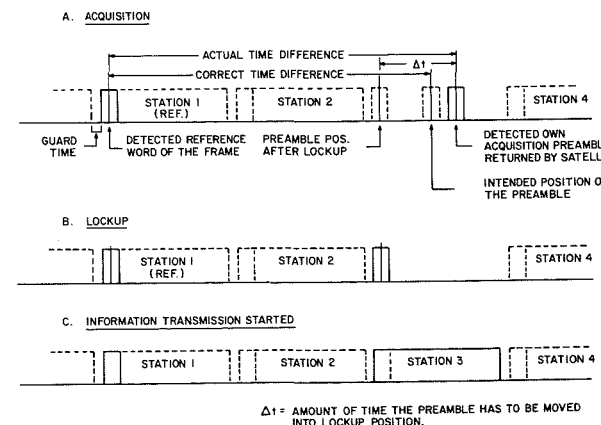 A. ACQUISITION
ACTUAL TIME DIFFERENCE
Δt
CORRECT TIME DIFFERENCE
STATION 1
(REF.)
STATION 2
STATION 4
GUARD
TIME
DETECTED REFERENCE
WORD OF THE FRAME
PREAMBLE POS.
AFTER LOCKUP
DETECTED OWN
ACQUISITION
RETURNED BY
INTENDED POSITION
THE PREAMBLE
B. LOCKUP
STATION 1
(REF.)
STATION 2
STATION 4
C. INFORMATION TRANSMISSION STARTED
STATION 1
STATION 2
STATION 3
STATION 4
Δt = AMOUNT OF TIME THE PREAMBLE HAS TO BE MOVED
INTO LOCKUP POSITION.